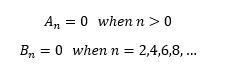 Aₙ = 0 when n > 0
Bₙ = 0 when n = 2,4,6,8, ...